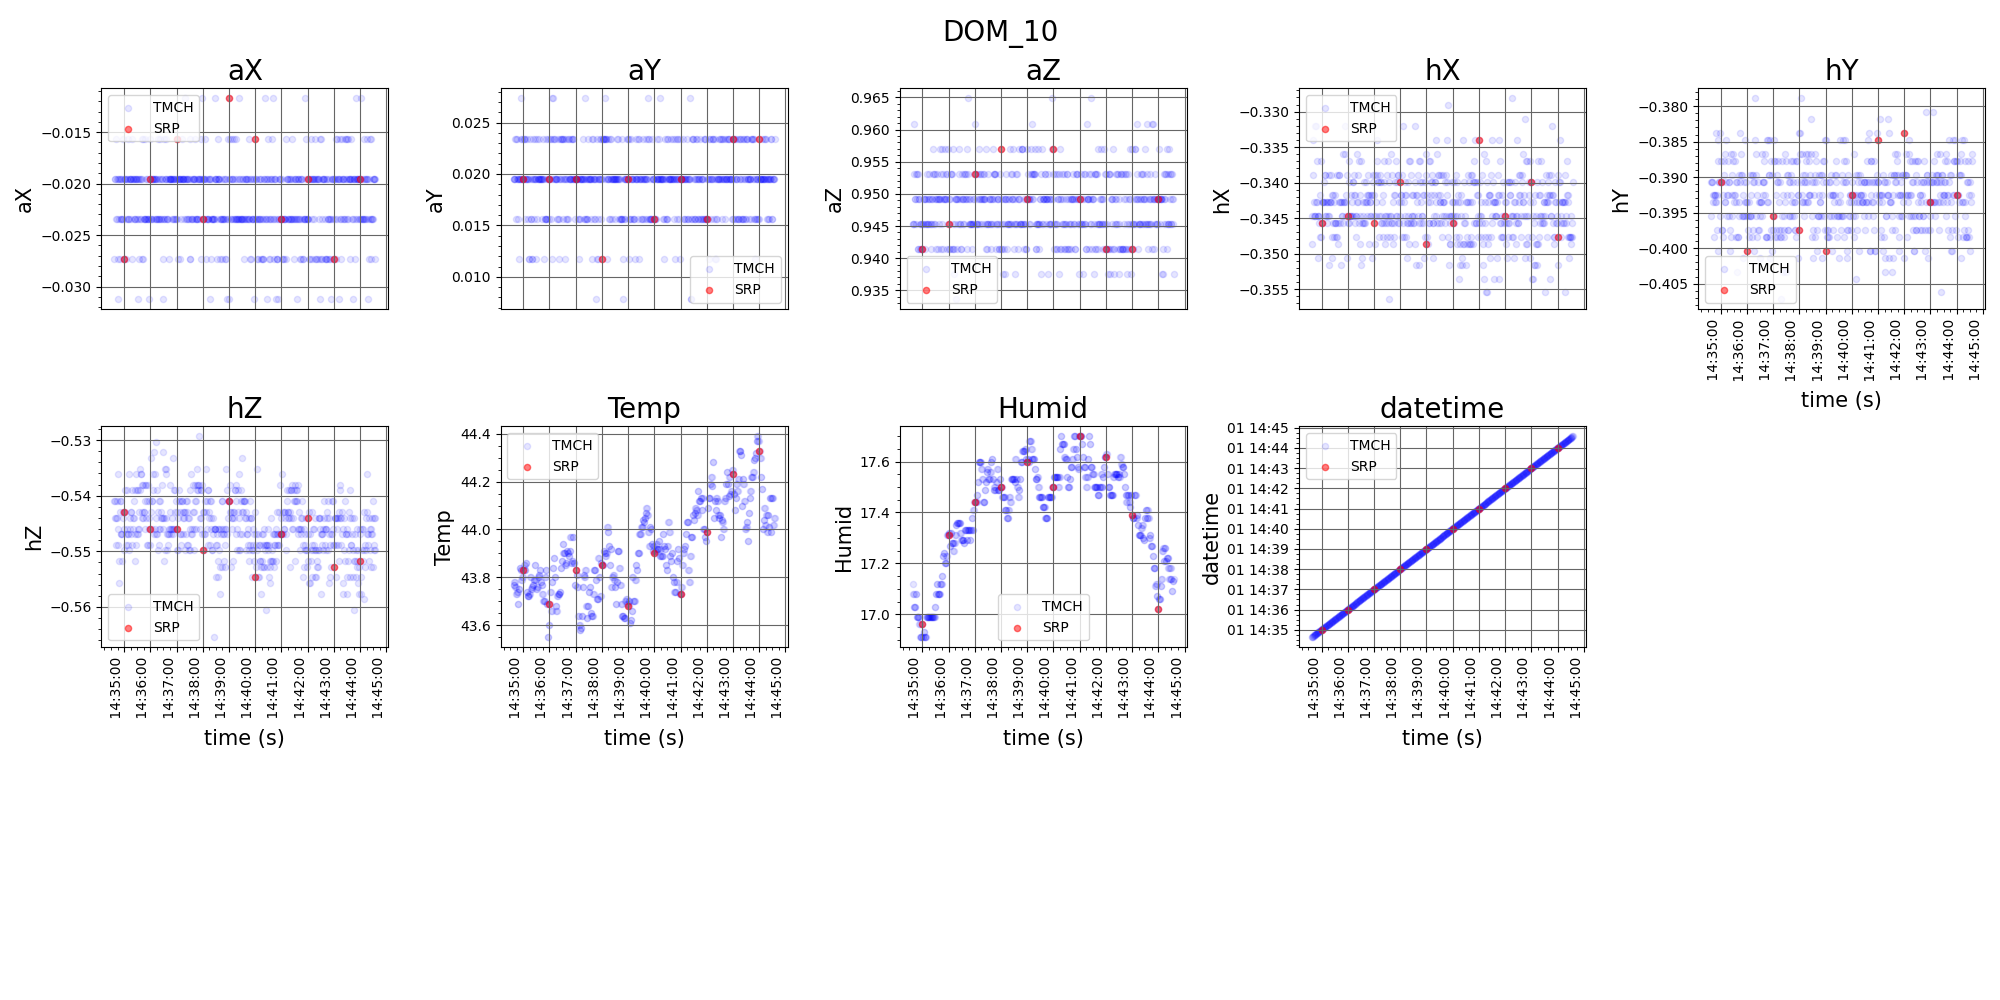 DOM_10
aX
aX
−0.015
−0.020
−0.025
−0.030
TMCH
SRP
aY
aY
0.025
0.020
0.015
0.010
TMCH
SRP
aZ
aZ
0.965
0.960
0.955
0.950
0.945
0.940
0.935
TMCH
SRP
hX
hX
−0.330
−0.335
−0.340
−0.345
−0.350
−0.355
TMCH
SRP
hY
hY
−0.380
−0.385
−0.390
−0.395
−0.400
−0.405
TMCH
SRP
14:35:00
14:36:00
14:37:00
14:38:00
14:39:00
14:40:00
14:41:00
14:42:00
14:43:00
14:44:00
14:45:00
time (s)
hZ
hZ
−0.53
−0.54
−0.55
−0.56
TMCH
SRP
14:35:00
14:36:00
14:37:00
14:38:00
14:39:00
14:40:00
14:41:00
14:42:00
14:43:00
14:44:00
14:45:00
time (s)
Temp
Temp
44.4
44.2
44.0
43.8
43.6
TMCH
SRP
14:35:00
14:36:00
14:37:00
14:38:00
14:39:00
14:40:00
14:41:00
14:42:00
14:43:00
14:44:00
14:45:00
time (s)
Humid
Humid
17.6
17.4
17.2
17.0
TMCH
SRP
14:35:00
14:36:00
14:37:00
14:38:00
14:39:00
14:40:00
14:41:00
14:42:00
14:43:00
14:44:00
14:45:00
time (s)
datetime
datetime
01 14:45
01 14:44
01 14:43
01 14:42
01 14:41
01 14:40
01 14:39
01 14:38
01 14:37
01 14:36
01 14:35
TMCH
SRP
14:35:00
14:36:00
14:37:00
14:38:00
14:39:00
14:40:00
14:41:00
14:42:00
14:43:00
14:44:00
14:45:00
time (s)